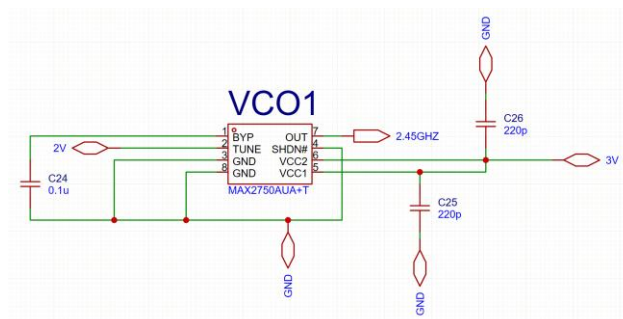 GND
VCO1
C26
220p
1
BYP
OUT
7
2.45GHZ
2V
2
TUNE
SHDN#
4
3
GND
VCC2
6
3V
8
GND
VCC1
5
C24
0.1u
MAX2750AUA+T
C25
220p
GND
GND